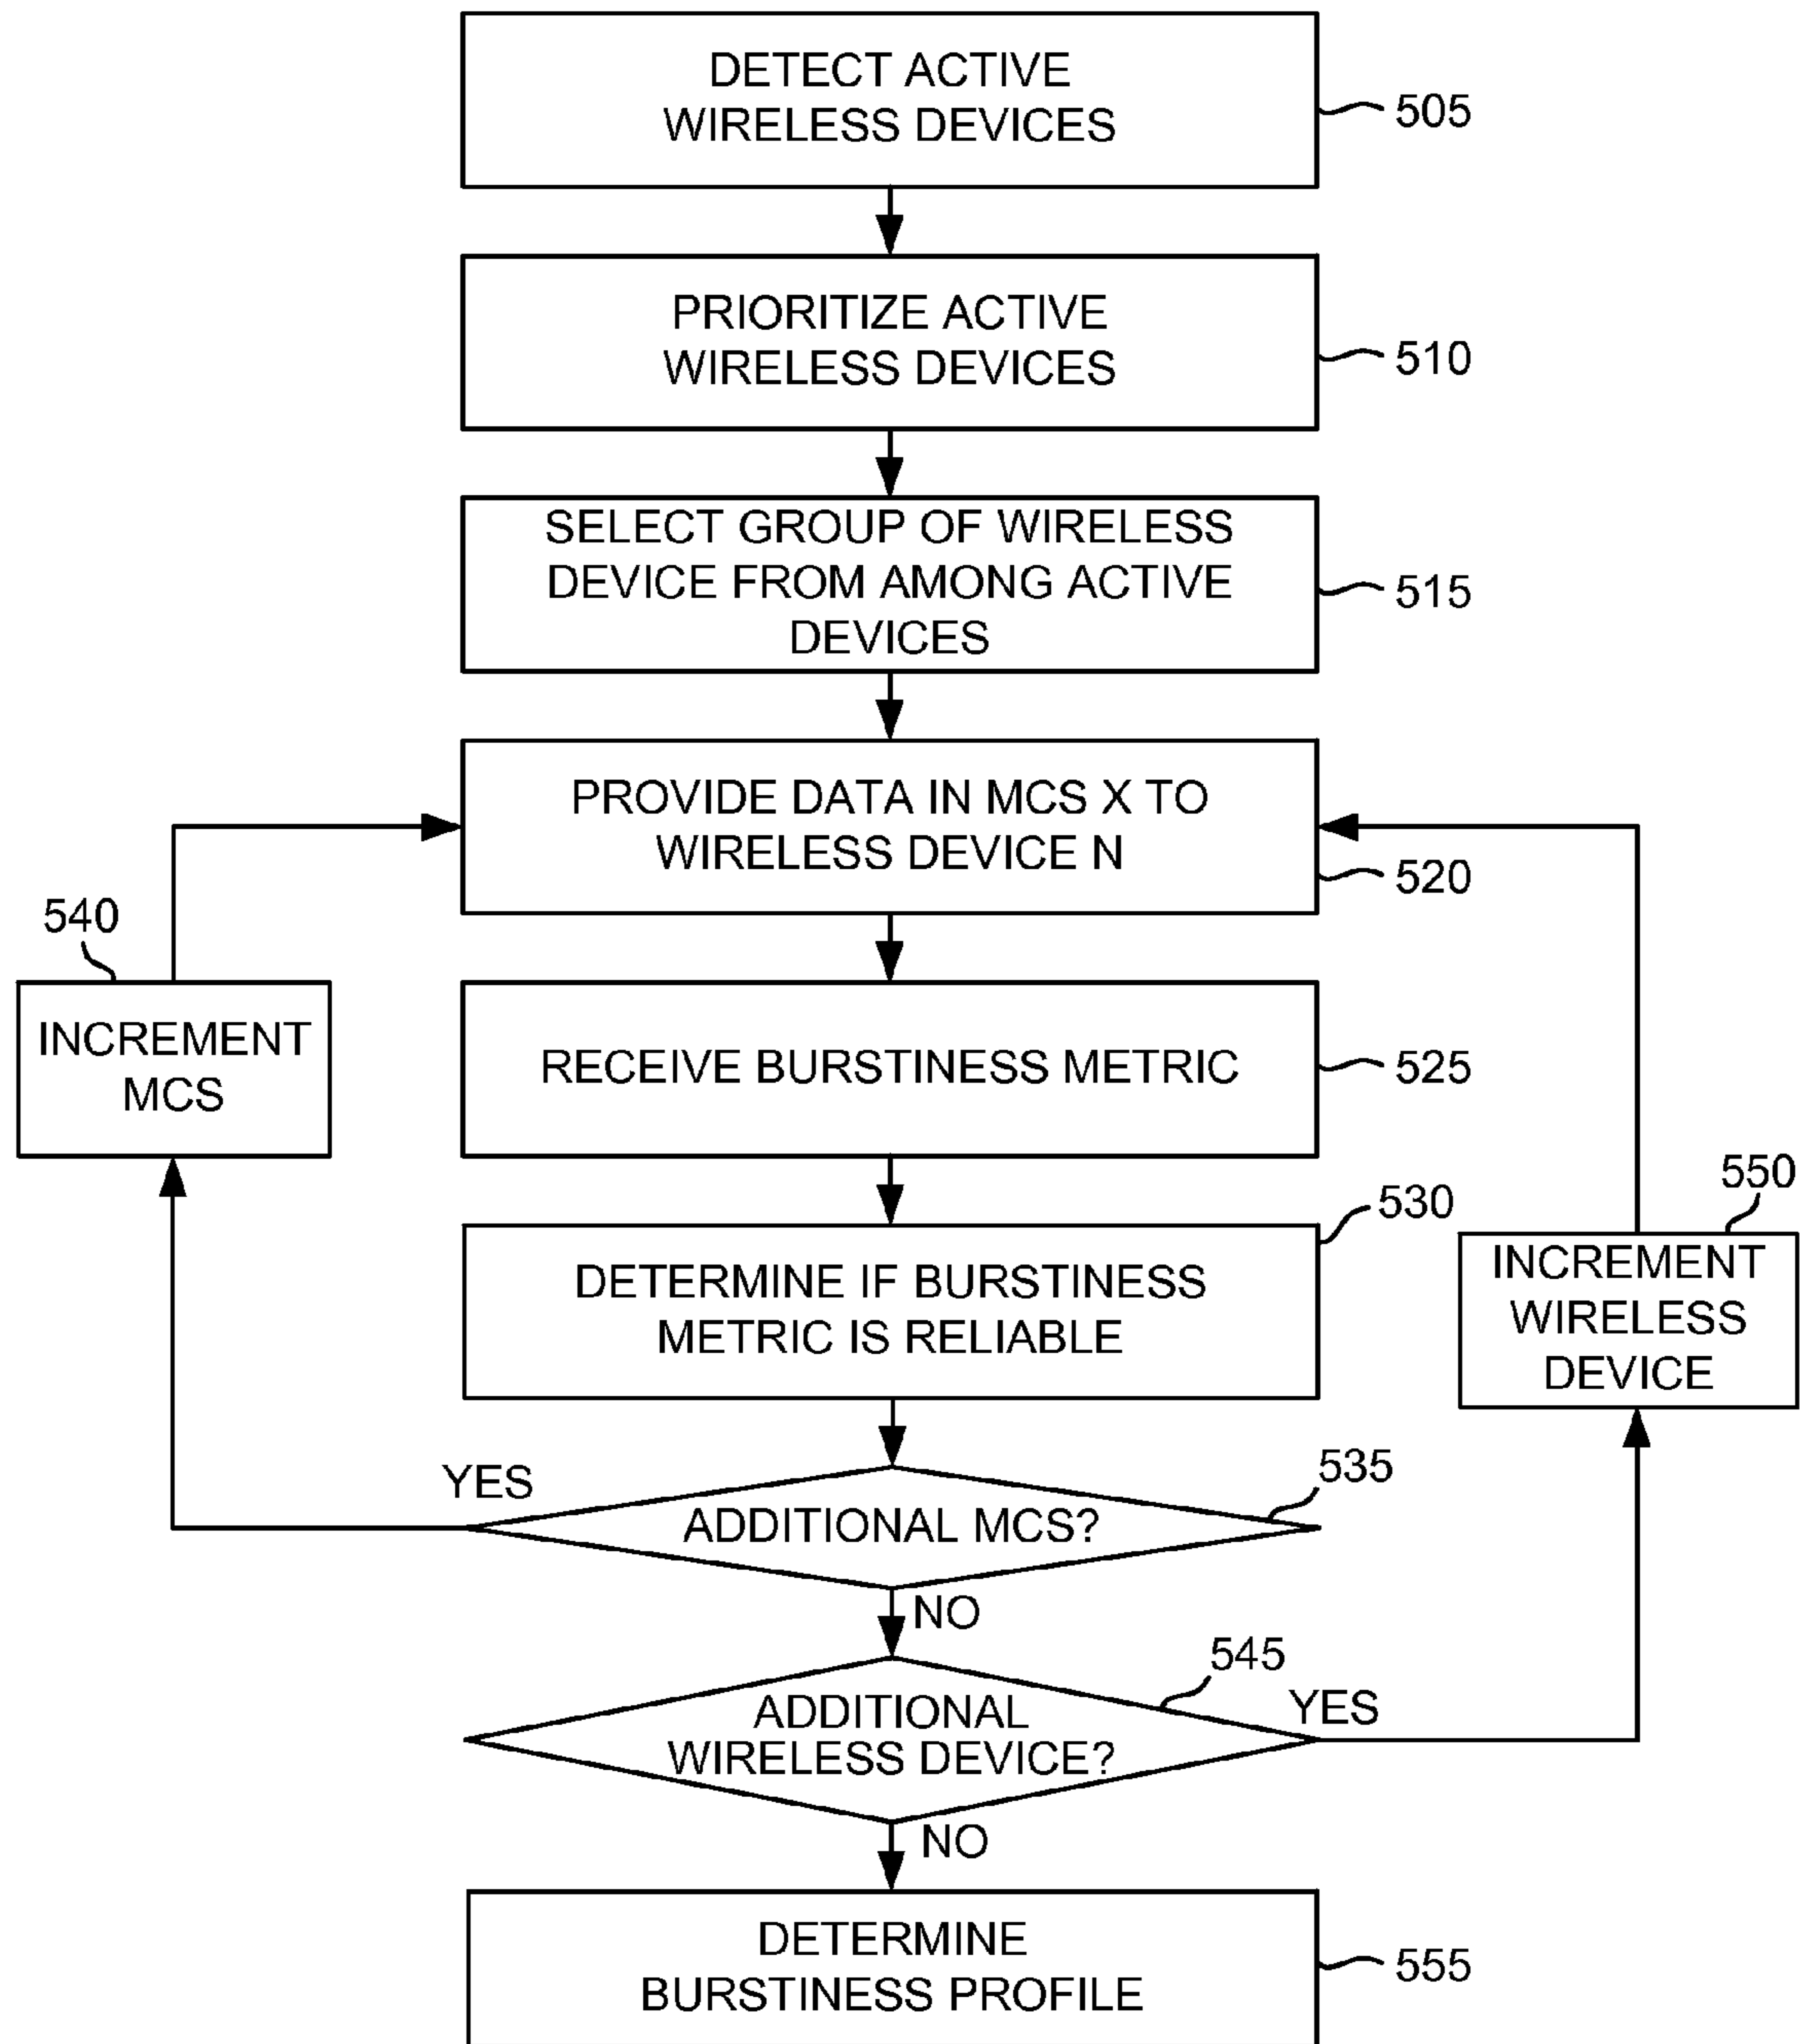 DETECT ACTIVE
WIRELESS DEVICES
505
PRIORITIZE ACTIVE
WIRELESS DEVICES
510
SELECT GROUP OF WIRELESS
DEVICE FROM AMONG ACTIVE
DEVICES
515
PROVIDE DATA IN MCS X TO
WIRELESS DEVICE N
520
540
INCREMENT
MCS
RECEIVE BURSTINESS METRIC
525
530
DETERMINE IF BURSTINESS
METRIC IS RELIABLE
550
INCREMENT
WIRELESS
DEVICE
YES
535
ADDITIONAL MCS?
NO
545
ADDITIONAL
WIRELESS DEVICE?
YES
NO
DETERMINE
BURSTINESS PROFILE
555